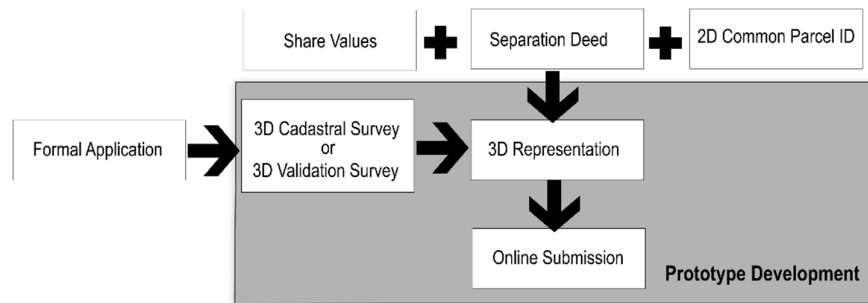 Share Values
Separation Deed
2D Common Parcel ID
Formal Application
3D Cadastral Survey
or
3D Validation Survey
3D Representation
Online Submission
Prototype Development